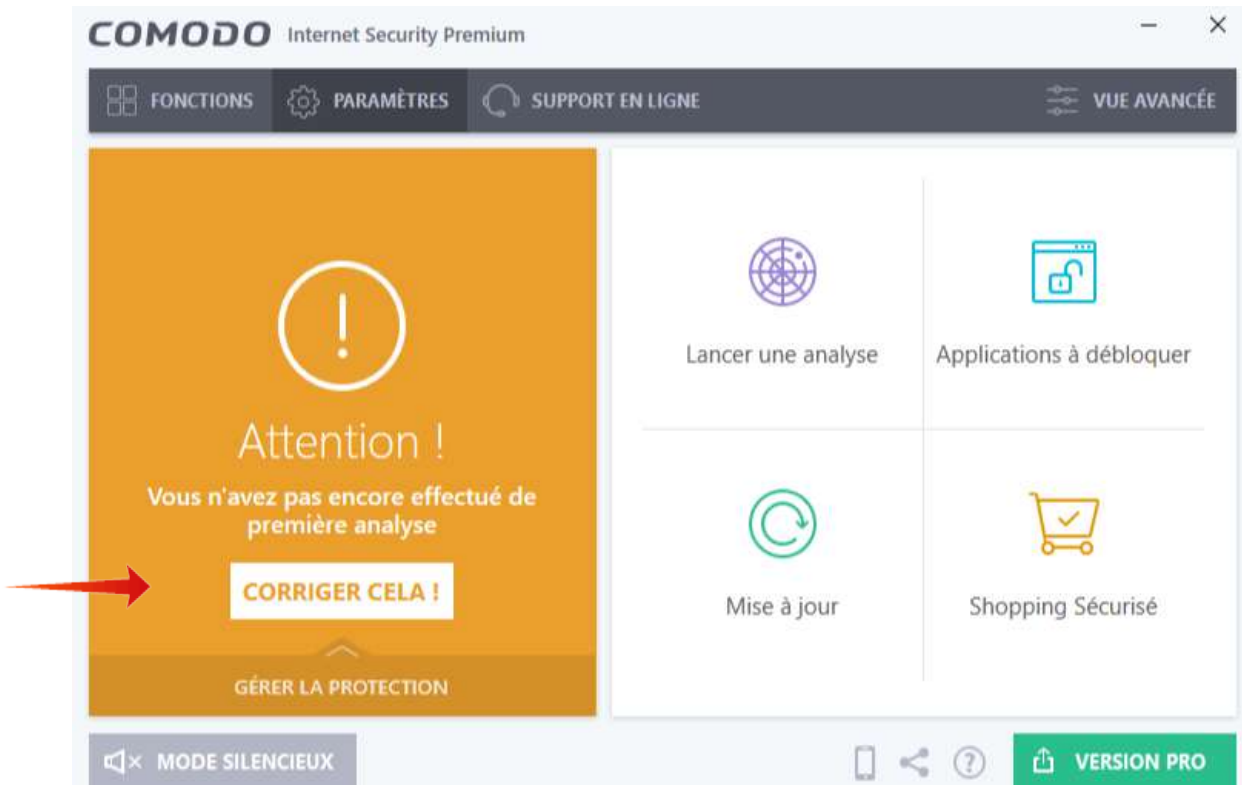 COMODO Internet Security Premium
FONCTIONS PARAMÈTRES SUPPORT EN LIGNE VUE AVANCÉE
Attention !
Vous n'avez pas encore effectué de
première analyse
CORRIGER CELA !
GÉRER LA PROTECTION
Lancer une analyse
Applications à débloquer
Mise à jour
Shopping Sécurisé
MODE SILENCIEUX
VERSION PRO